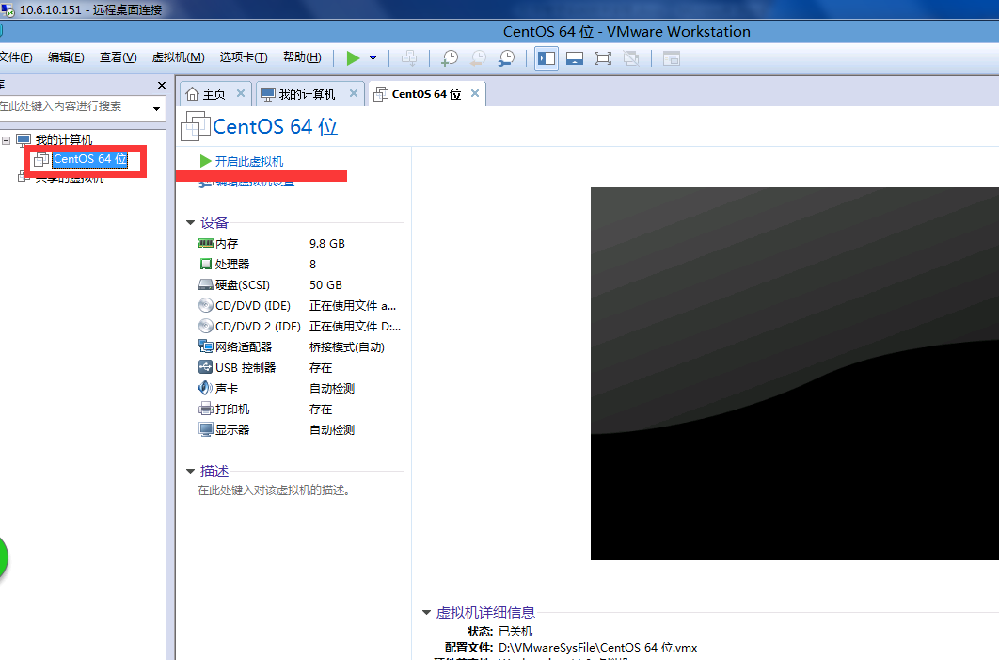 10.6.10.151 - 远程桌面连接
CentOS 64 位 - VMware Workstation
文件(F) 编辑(E) 查看(V) 虚拟机(M) 选项卡(T) 帮助(H)
主页 我的计算机 CentOS 64 位
在此处键入内容进行搜索
我的计算机
CentOS 64 位
共享的虚拟机
CentOS 64 位
开启此虚拟机
编辑虚拟机设置
设备
内存 9.8 GB
处理器 8
硬盘(SCSI) 50 GB
CD/DVD (IDE) 正在使用文件 a...
CD/DVD 2 (IDE) 正在使用文件 D:...
网络适配器 桥接模式(自动)
USB 控制器 存在
声卡 自动检测
打印机 存在
显示器 自动检测
描述
在此处键入对该虚拟机的描述。
虚拟机详细信息
状态: 已关机
配置文件: D:\VMwareSysFile\CentOS 64 位.vmx